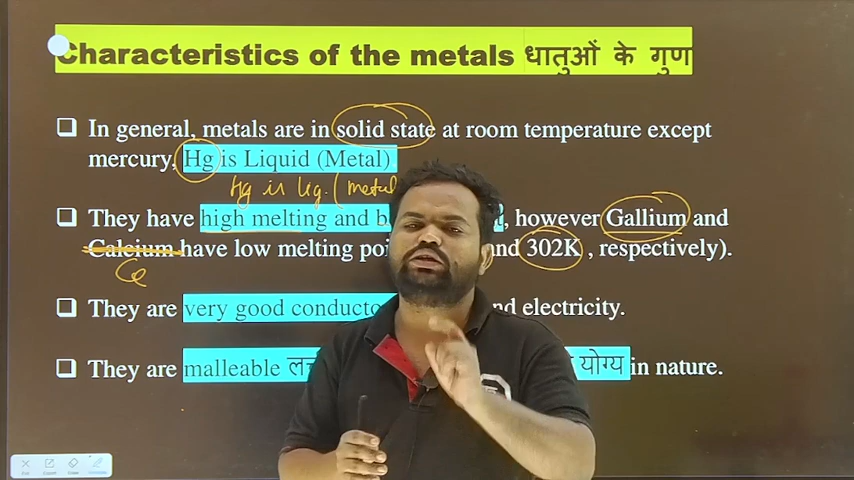 Characteristics of the metals धातुओं के गुण
In general, metals are in solid state at room temperature except
mercury, Hg is Liquid (Metal)
Hg is Liq. (metal
They have high melting and b , however Gallium and
Calcium have low melting poi and 302K , respectively).
They are very good conducto nd electricity.
They are malleable योग्य in nature.